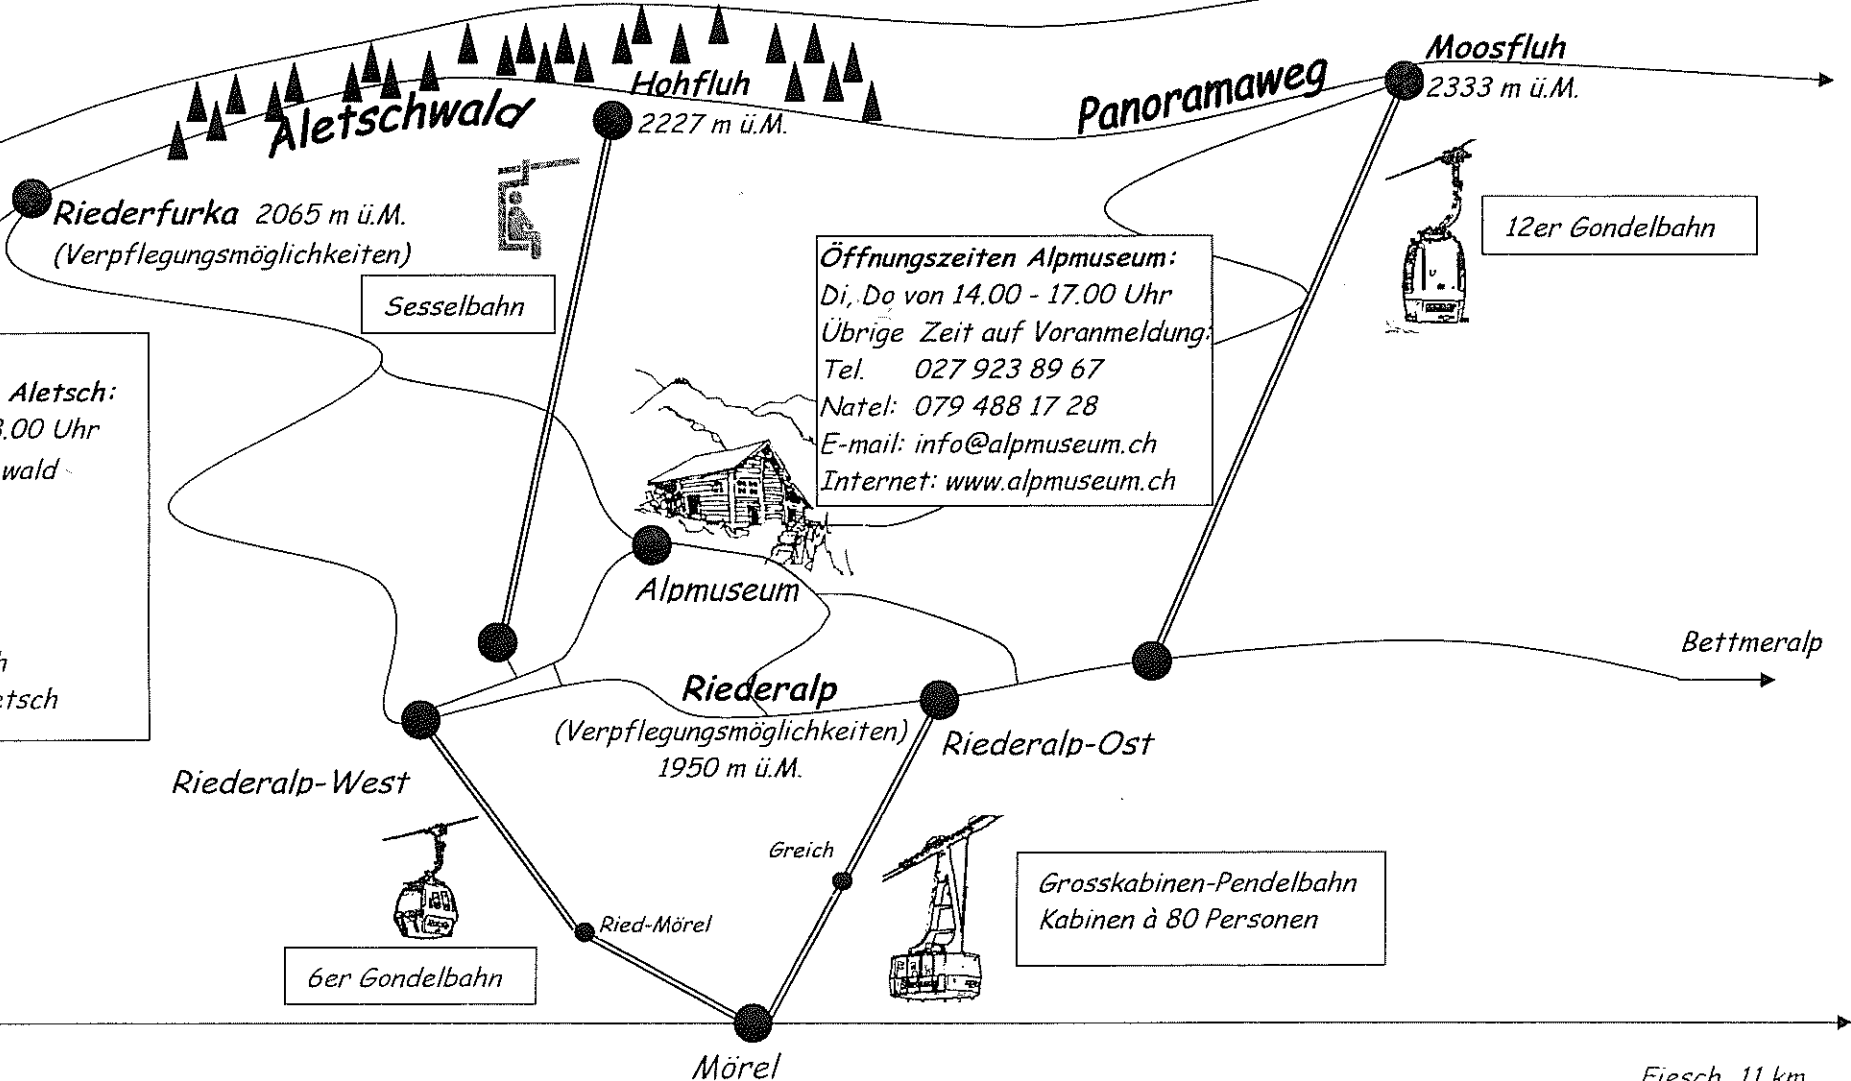 Moosfluh
2333 m ü.M.
Panoramaweg
Hohfluh
2227 m ü.M.
Aletschwald
Riederfurka 2065 m ü.M.
(Verpflegungsmöglichkeiten)
12er Gondelbahn
Sesselbahn
Öffnungszeiten Alpmuseum:
Di, Do von 14.00 - 17.00 Uhr
Übrige Zeit auf Voranmeldung:
Tel. 027 923 89 67
Natel: 079 488 17 28
E-mail: info@alpmuseum.ch
Internet: www.alpmuseum.ch
Aletsch:
.00 Uhr
wald
h
etsch
Alpmuseum
Bettmeralp
Riederalp
(Verpflegungsmöglichkeiten)
1950 m ü.M.
Riederalp-Ost
Riederalp-West
Greich
Ried-Mörel
Grosskabinen-Pendelbahn
Kabinen à 80 Personen
6er Gondelbahn
Mörel
Fiesch 11 km